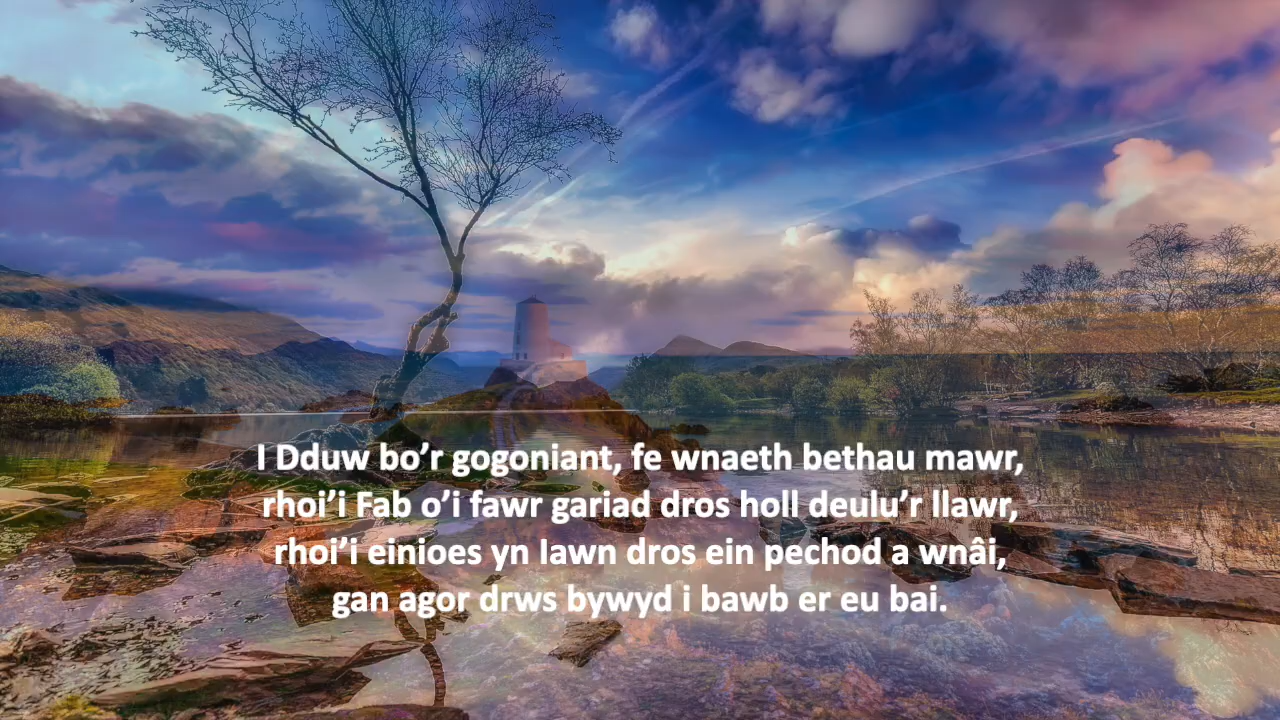 I Dduw bo’r gogoniant, fe wnaeth bethau mawr,
rhoi’i Fab o’i fawr gariad dros holl deulu’r llawr,
rhoi’i einioes yn Iawn dros ein pechod a wnâi,
gan agor drws bywyd i bawb er eu bai.